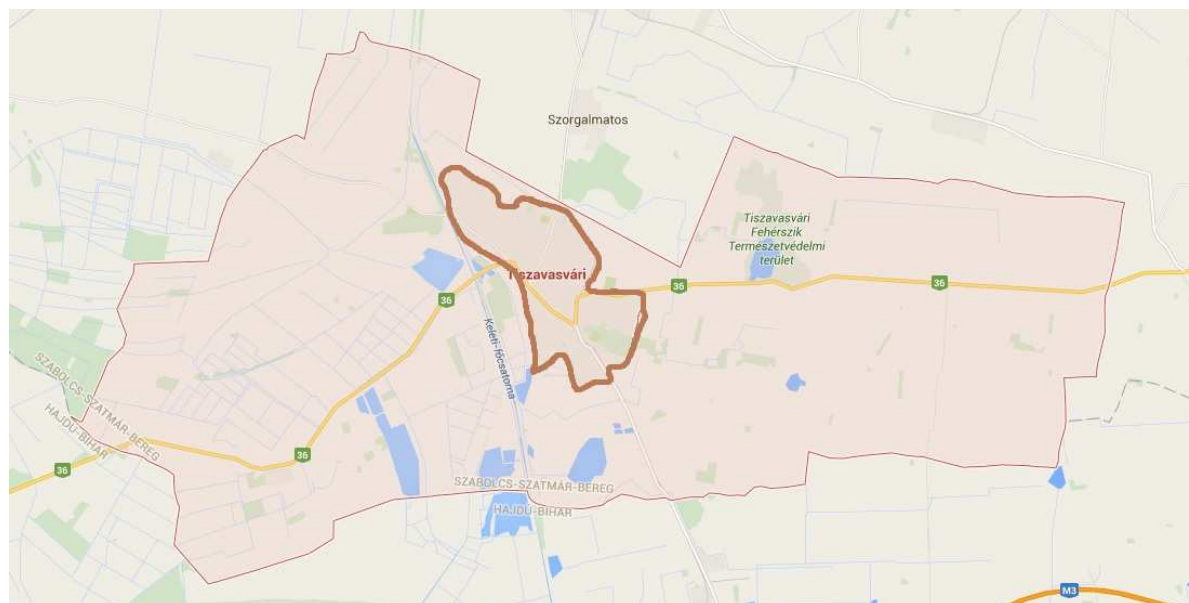 Szorgalmatos
Tiszavasvári
Fehérszik
Természetvédelmi
terület
Tiszavasvári
36
36
36
Keleti-főcsatorna
SZABOLCS-SZATMÁR-BEREG
HAJDÚ-BIHAR
36
36
SZABOLCS-SZATMÁR-BEREG
HAJDÚ-BIHAR
M3